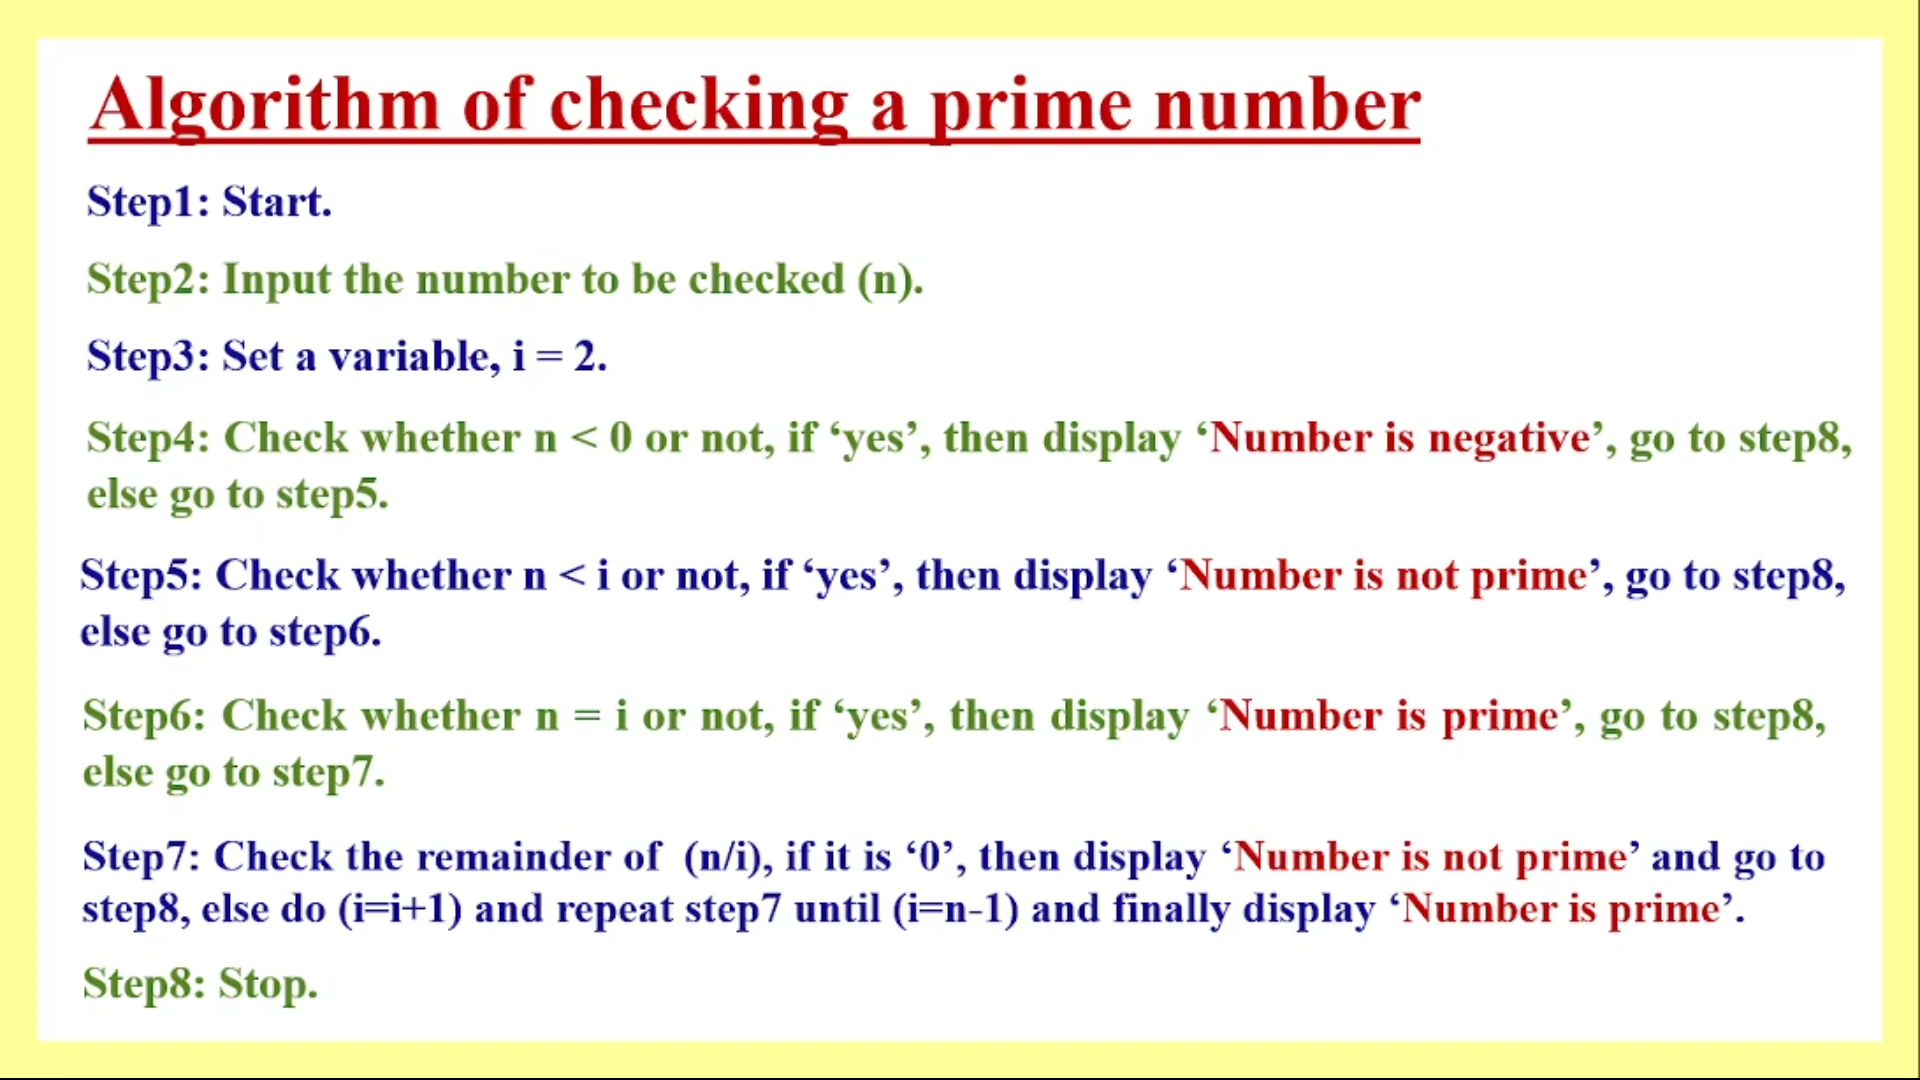 Algorithm of checking a prime number
Step1: Start.
Step2: Input the number to be checked (n).
Step3: Set a variable, i = 2.
Step4: Check whether n < 0 or not, if ‘yes’, then display ‘Number is negative’, go to step8,
else go to step5.
Step5: Check whether n < i or not, if ‘yes’, then display ‘Number is not prime’, go to step8,
else go to step6.
Step6: Check whether n = i or not, if ‘yes’, then display ‘Number is prime’, go to step8,
else go to step7.
Step7: Check the remainder of (n/i), if it is ‘0’, then display ‘Number is not prime’ and go to
step8, else do (i=i+1) and repeat step7 until (i=n-1) and finally display ‘Number is prime’.
Step8: Stop.